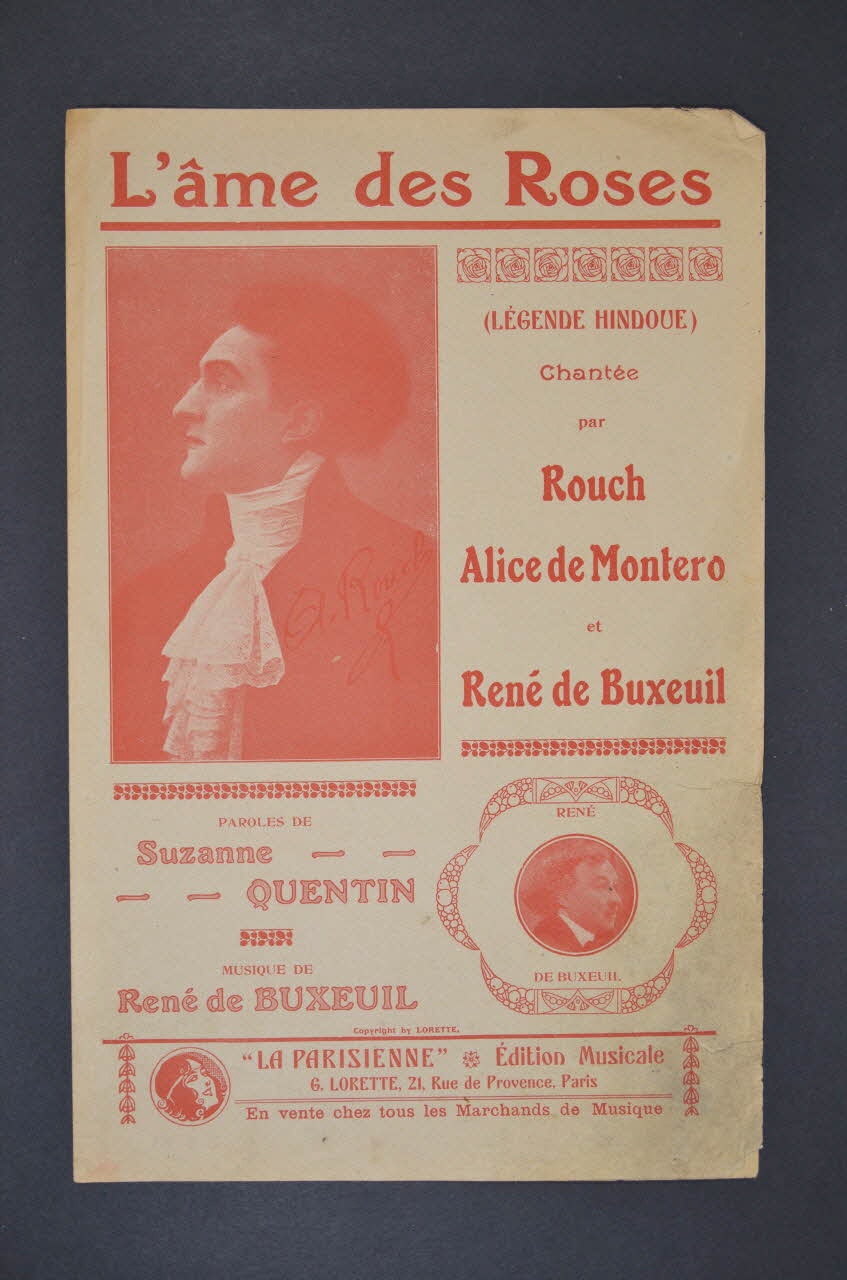 L'âme des Roses
(LÉGENDE HINDOUE)
Chantée
par
Rouch
Alice de Montero
et
René de Buxeuil
A. Rouch
PAROLES DE
Suzanne — —
— — QUENTIN
MUSIQUE DE
René de BUXEUIL
RENÉ
DE BUXEUIL
Copyright by LORETTE.
"LA PARISIENNE" Édition Musicale
G. LORETTE, 21, Rue de Provence. Paris
En vente chez tous les Marchands de Musique